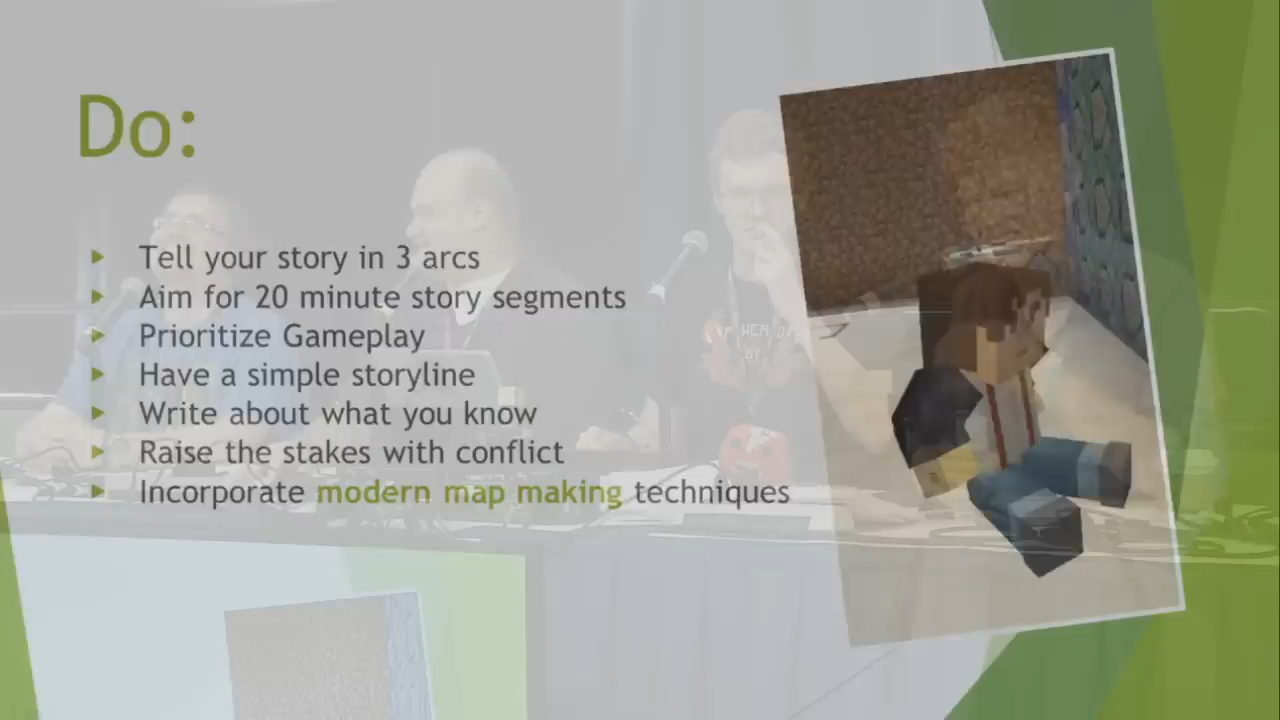 Do:
Tell your story in 3 arcs
Aim for 20 minute story segments
Prioritize Gameplay
Have a simple storyline
Write about what you know
Raise the stakes with conflict
Incorporate modern map making techniques